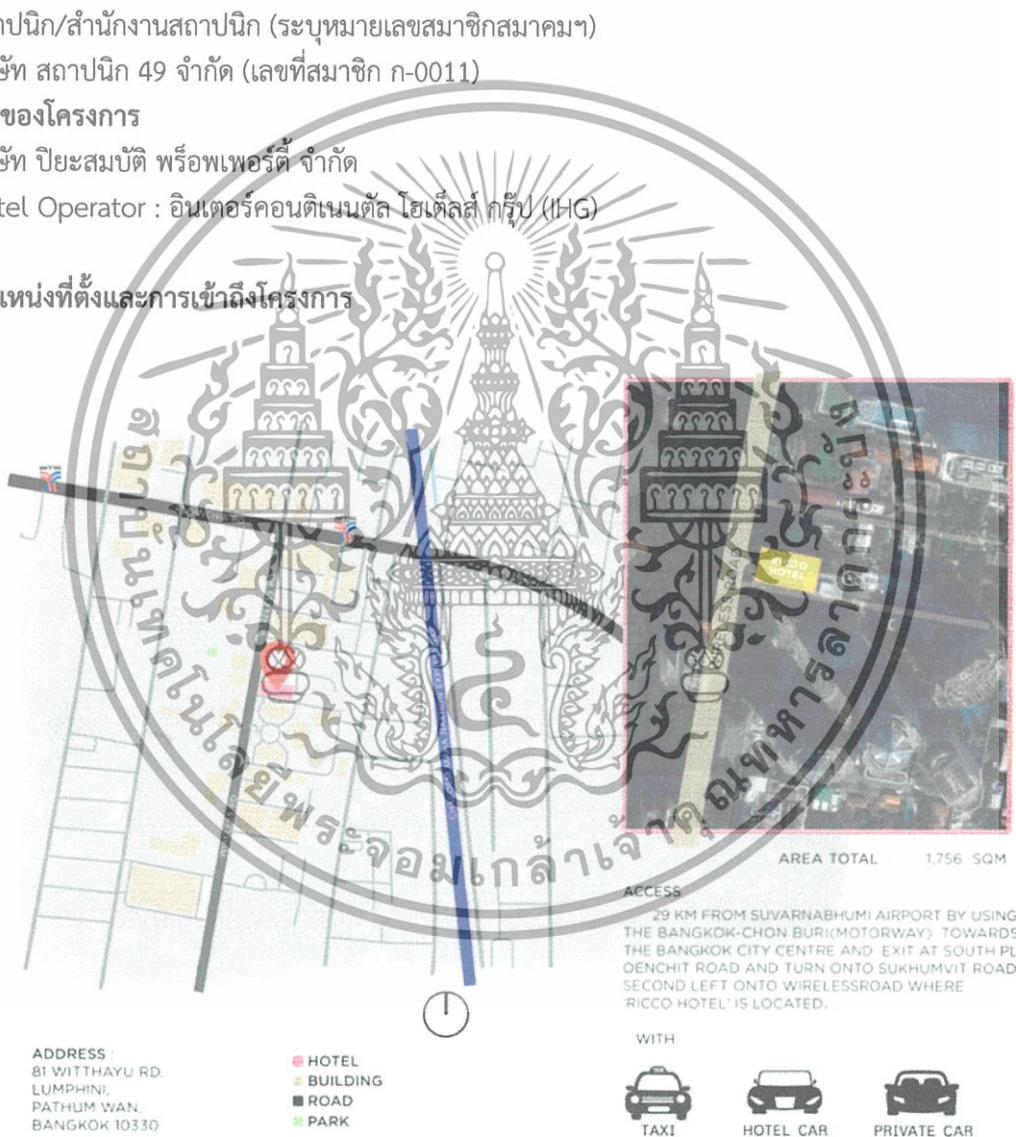 าปนิก/สำนักงานสถาปนิก (ระบุหมายเลขสมาชิกสมาคมฯ)
ษัท สถาปนิก 49 จำกัด (เลขที่สมาชิก ก-0011)
ของโครงการ
ษัท ปิยะสมบัติ พร็อพเพอร์ตี้ จำกัด
tel Operator : อินเตอร์คอนติเนนตัล โฮเต็ลส์ กรุ๊ป (IHG)
แหน่งที่ตั้งและการเข้าถึงโครงการ
สถาบันเทคโนโลยีพระจอมเกล้าเจ้าคุณทหารลาดกระบัง
BTS
BTS
RICCO
HOTEL
WIRELESS ROAD
AREA TOTAL : 1,756 SQM
ACCESS
29 KM FROM SUVARNABHUMI AIRPORT BY USING
THE BANGKOK-CHON BURI(MOTORWAY) TOWARDS
THE BANGKOK CITY CENTRE AND EXIT AT SOUTH PL
OENCHIT ROAD AND TURN ONTO SUKHUMVIT ROAD
SECOND LEFT ONTO WIRELESSROAD WHERE
'RICCO HOTEL' IS LOCATED.
WITH
TAXI
HOTEL CAR
PRIVATE CAR
ADDRESS :
81 WITTHAYU RD.
LUMPHINI,
PATHUM WAN,
BANGKOK 10330
HOTEL
BUILDING
ROAD
PARK